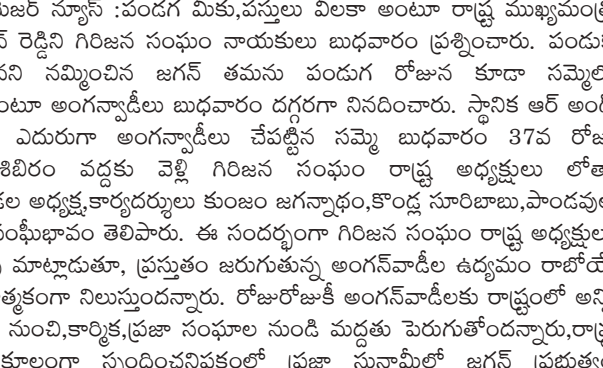 మేజర్ న్యూస్ :పండగ మీకు,పస్తులు వీలకా అంటూ రాష్ట్ర ముఖ్యమంత్రి
న్ రెడ్డిని గిరిజన సంఘం నాయకులు బుధవారం ప్రశ్నించారు. పండుగ
నని నమ్మించిన జగన్ తమను పండుగ రోజున కూడా సమ్మెలో
ంటూ అంగన్వాడీలు బుధవారం దగ్గరగా నినదించారు. స్థానిక ఆర్ అండ్
ఎదురుగా అంగన్వాడీలు చేపట్టిన సమ్మె బుధవారం 37వ రోజు
శిబిరం వద్దకు వెళ్లి గిరిజన సంఘం రాష్ట్ర అధ్యక్షులు లోతా
డల అధ్యక్ష,కార్యదర్శులు కుంజం జగన్నాథం,కొండ్ల సూరిబాబు,పాండవుల
సంఘీభావం తెలిపారు. ఈ సందర్భంగా గిరిజన సంఘం రాష్ట్ర అధ్యక్షులు
మాట్లాడుతూ, ప్రస్తుతం జరుగుతున్న అంగన్‌వాడీల ఉద్యమం రాబోయే
త్మకంగా నిలుస్తుందన్నారు. రోజురోజుకీ అంగన్‌వాడీలకు రాష్ట్రంలో అన్ని
నుంచి,కార్మిక,ప్రజా సంఘాల నుండి మద్దతు పెరుగుతోందన్నారు,రాష్ట్ర
కూలంగా స్పందించనిపక్షంలో ప్రజా సునామీలో జగన్ ప్రభుత్వం